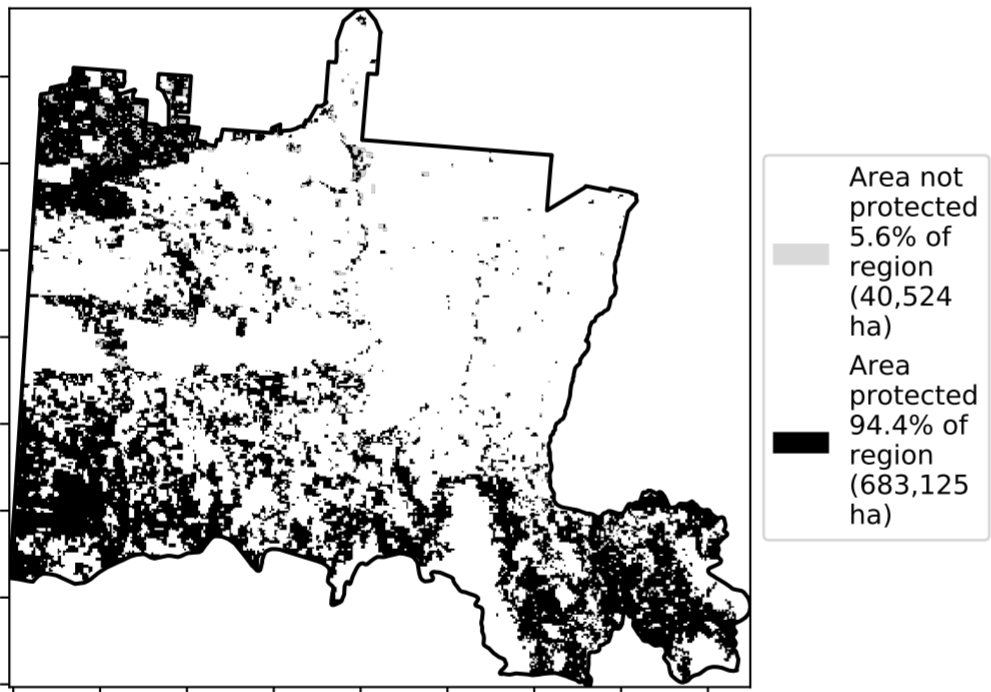 Area not
protected
5.6% of
region
(40,524
ha)
Area
protected
94.4% of
region
(683,125
ha)